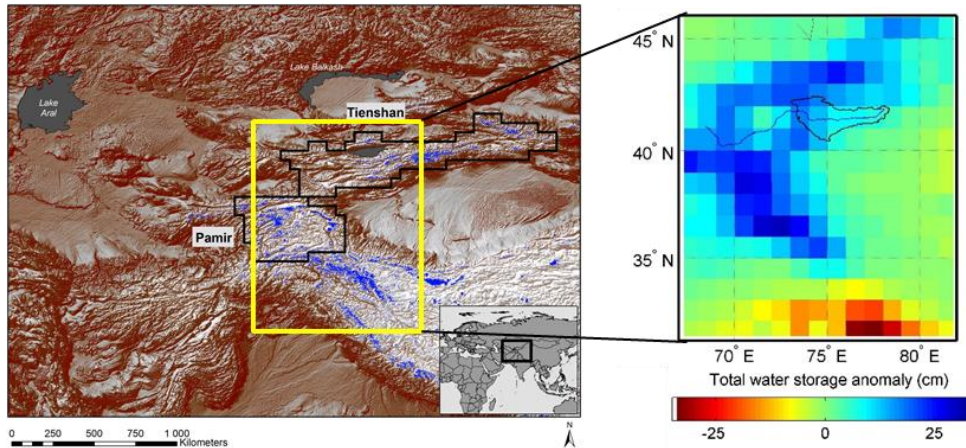 Lake
Aral
Lake Balkash
Tienshan
Pamir
0 250 500 750 1 000
Kilometers
N
45° N
40° N
35° N
70° E 75° E 80° E
Total water storage anomaly (cm)
-25 0 25